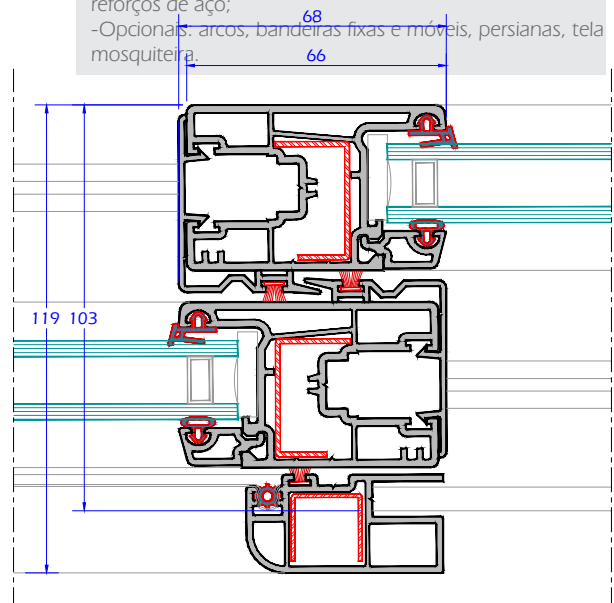 reforços de aço;
-Opcionais: arcos, bandeiras fixas e móveis, persianas, tela
mosquiteira.
68
66
119 103